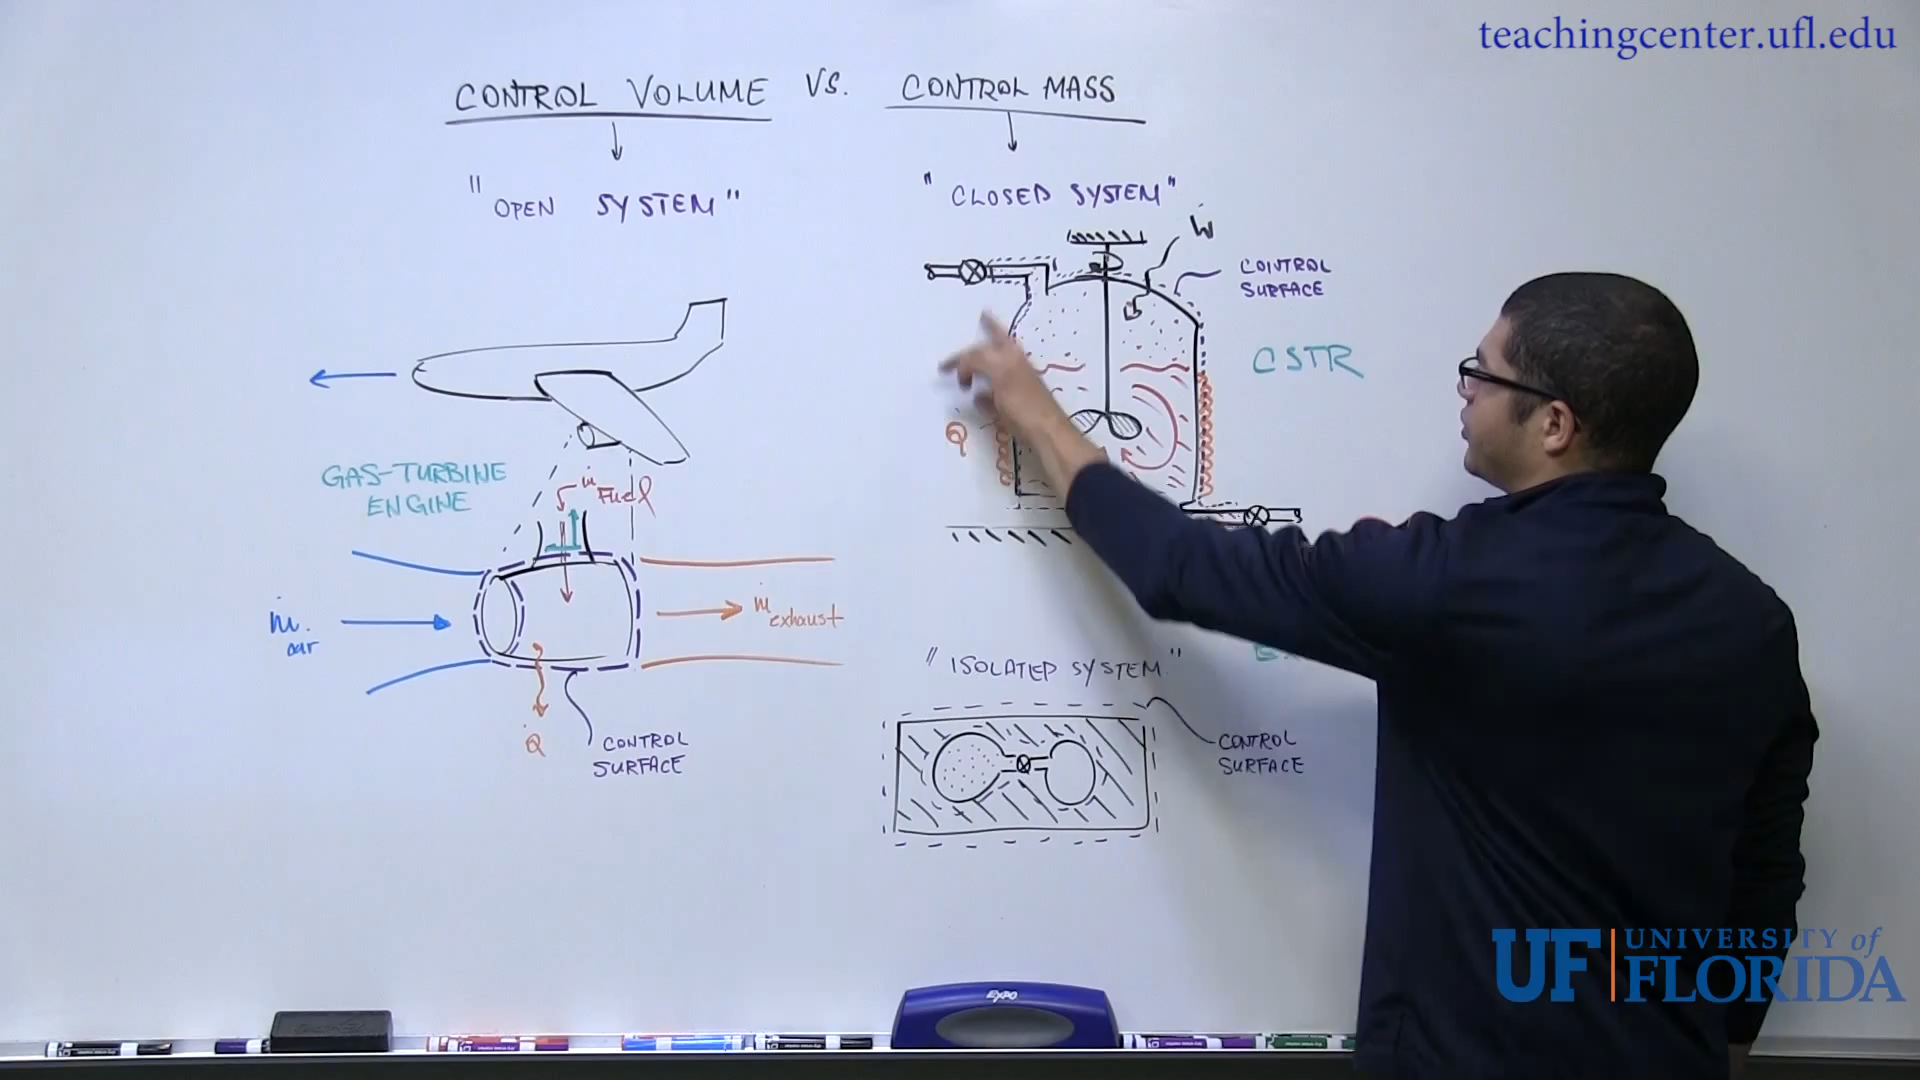 teachingcenter.ufl.edu
CONTROL VOLUME VS. CONTROL MASS
"OPEN SYSTEM"
"CLOSED SYSTEM"
Ẇ
CONTROL
SURFACE
CSTR
Q
GAS-TURBINE
ENGINE
ṁ Fuel
ṁ air
ṁ exhaust
Q̇
CONTROL
SURFACE
"ISOLATED SYSTEM"
CONTROL
SURFACE
EXPO
UF UNIVERSITY of
FLORIDA